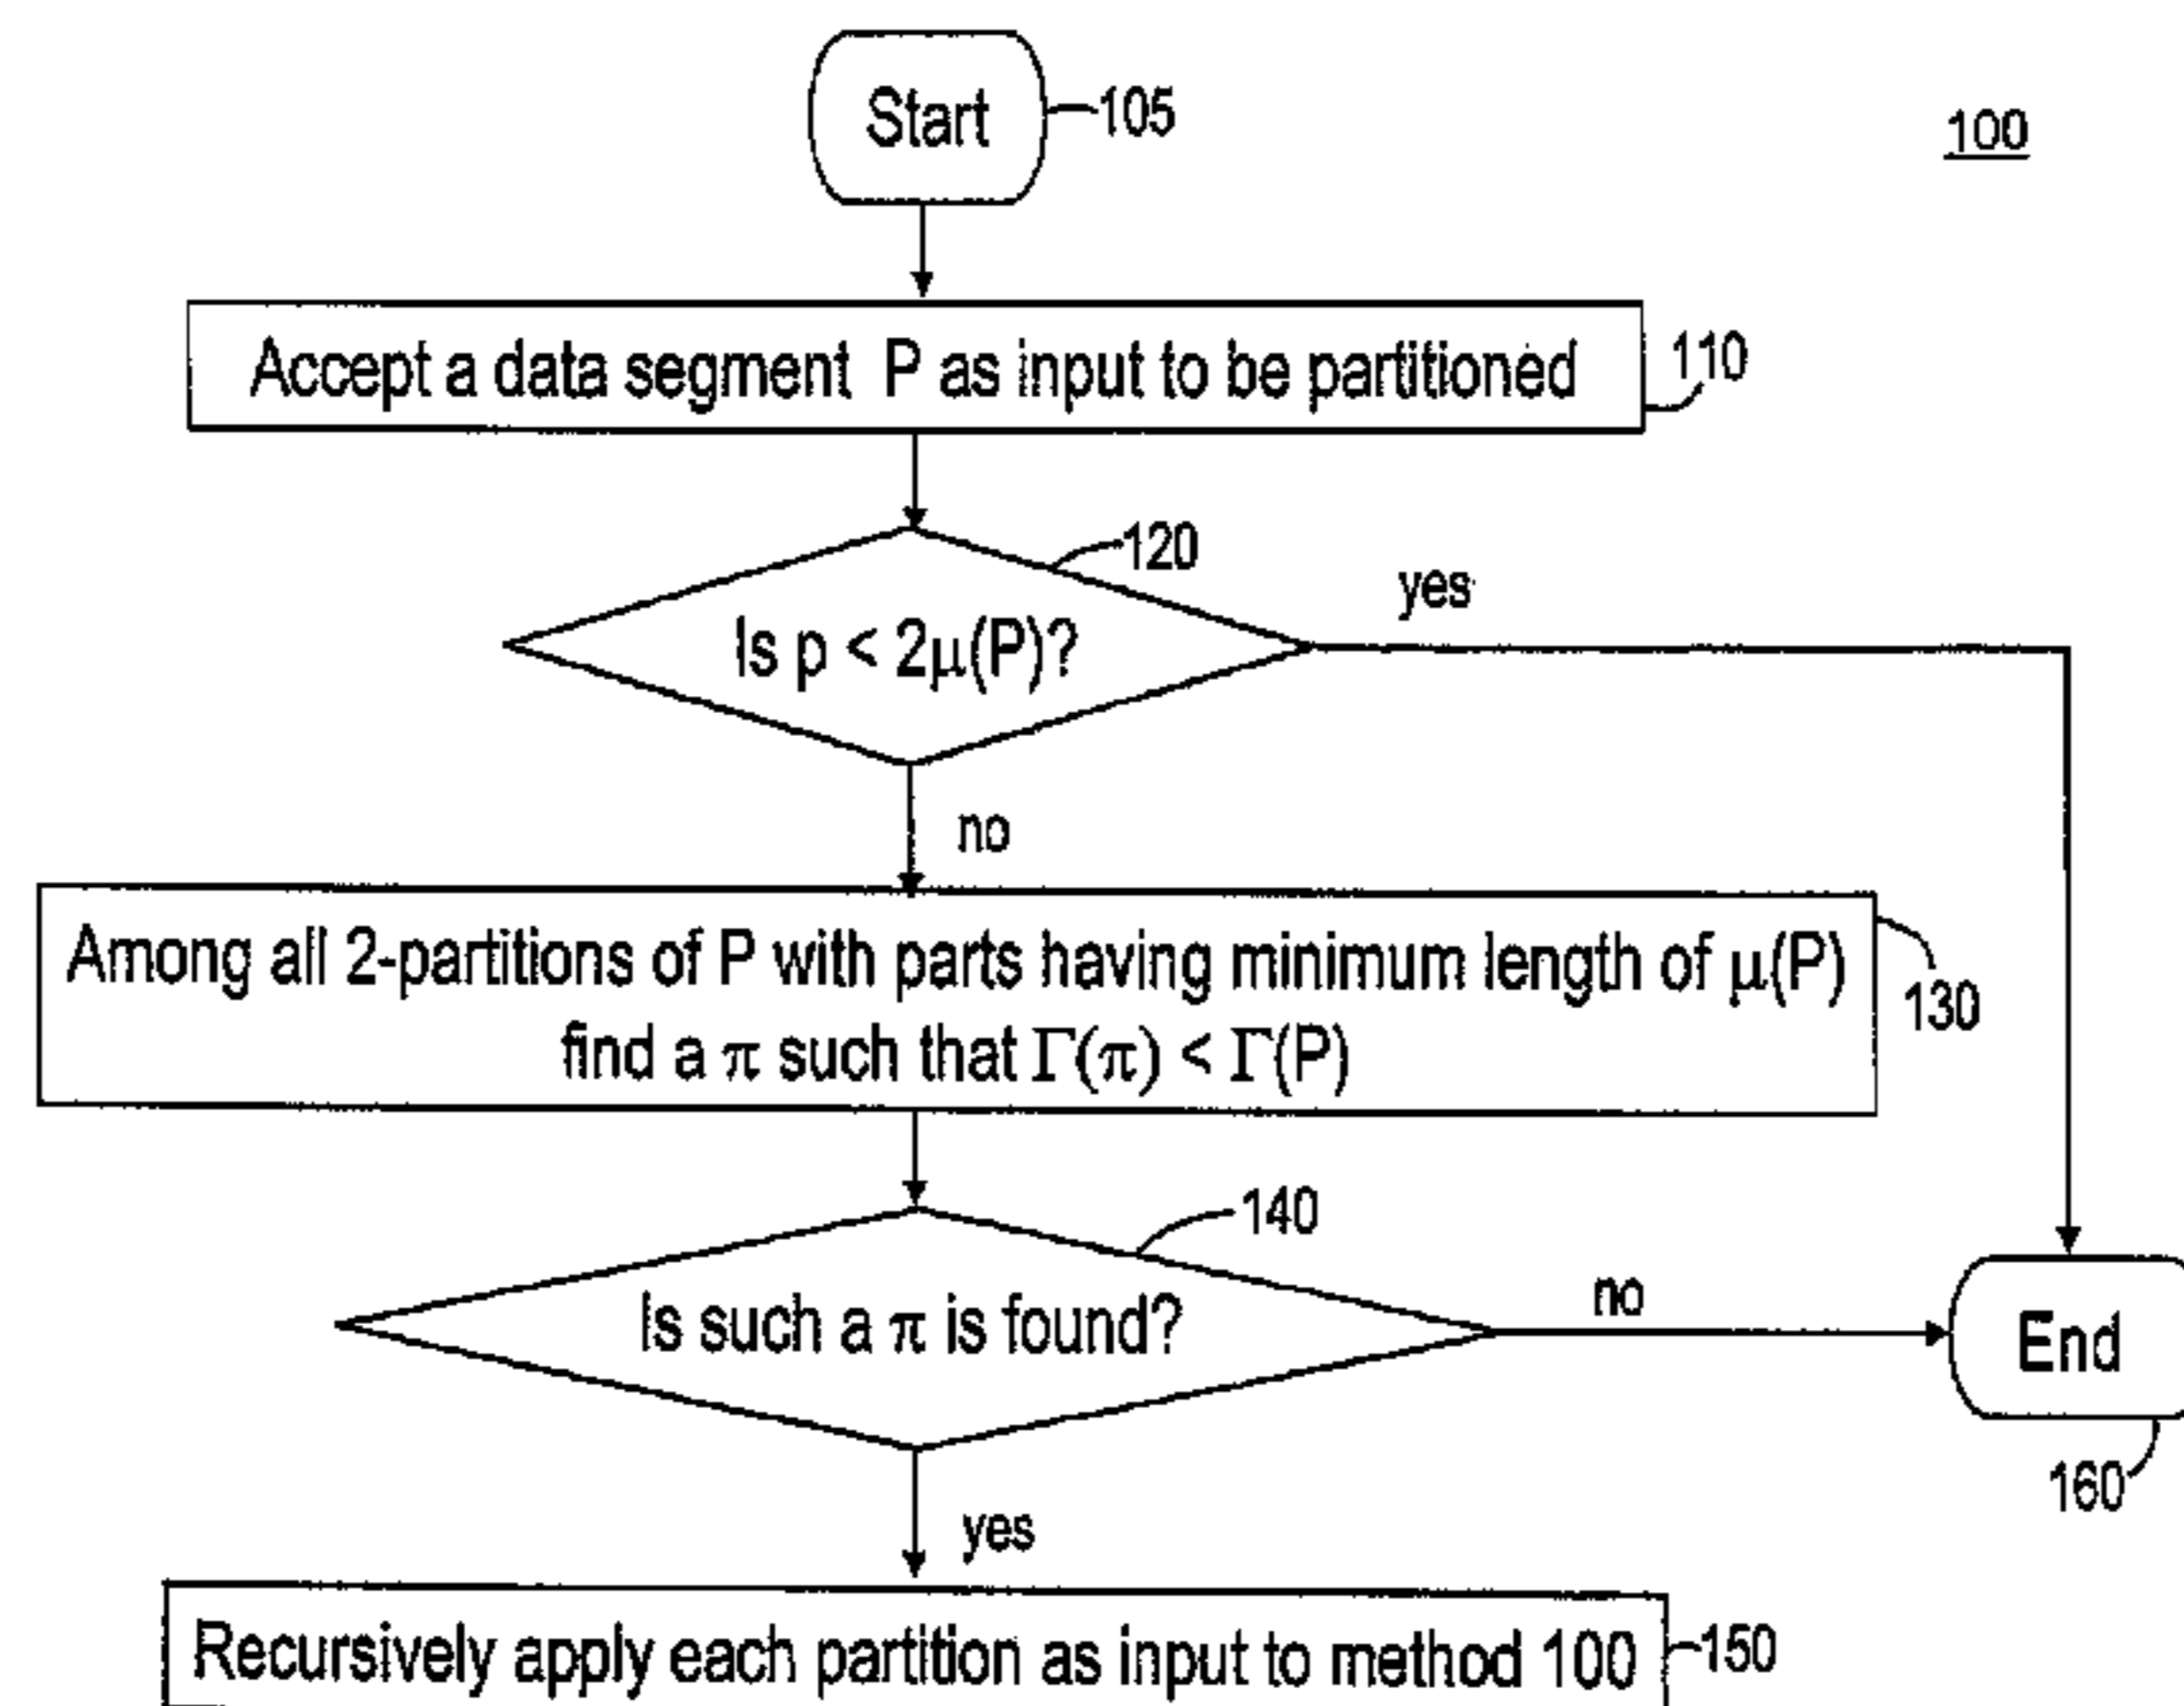 Start
105
100
Accept a data segment P as input to be partitioned
110
120
Is p < 2μ(P)?
yes
no
Among all 2-partitions of P with parts having minimum length of μ(P)
find a π such that Γ(π) < Γ(P)
130
140
Is such a π is found?
no
End
160
yes
Recursively apply each partition as input to method 100
150